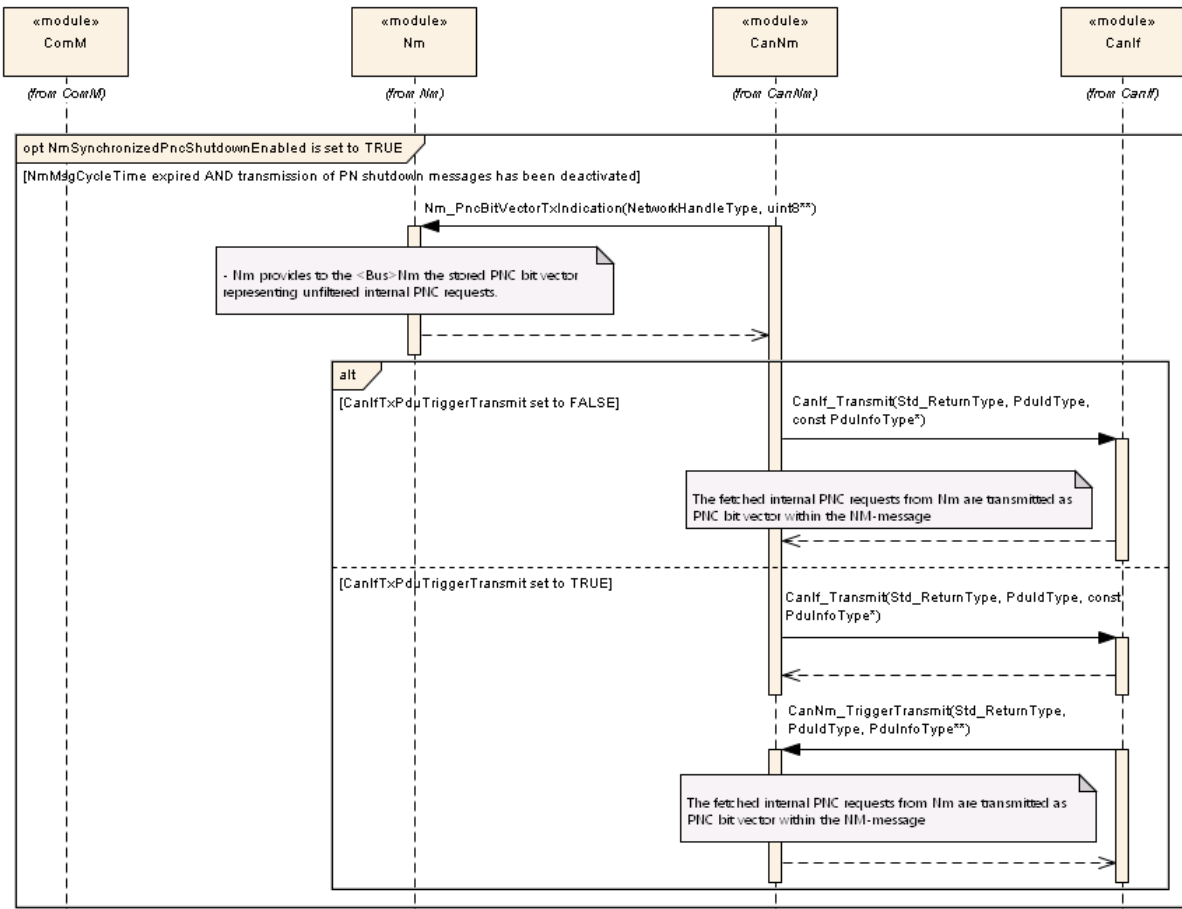 «module»
ComM
«module»
Nm
«module»
CanNm
«module»
CanIf
(from ComM)
(from Nm)
(from CanNm)
(from CanIf)
opt NmSynchronizedPncShutdownEnabled is set to TRUE
[NmMsgCycleTime expired AND transmission of PN shutdown messages has been deactivated]
Nm_PncBitVectorTxIndication(NetworkHandleType, uint8**)
- Nm provides to the <Bus>Nm the stored PNC bit vector
representing unfiltered internal PNC requests.
alt
[CanIfTxPduTriggerTransmit set to FALSE]
CanIf_Transmit(Std_ReturnType, PduIdType,
const PduInfoType*)
The fetched internal PNC requests from Nm are transmitted as
PNC bit vector within the NM-message
[CanIfTxPduTriggerTransmit set to TRUE]
CanIf_Transmit(Std_ReturnType, PduIdType, const
PduInfoType*)
CanNm_TriggerTransmit(Std_ReturnType,
PduIdType, PduInfoType**)
The fetched internal PNC requests from Nm are transmitted as
PNC bit vector within the NM-message